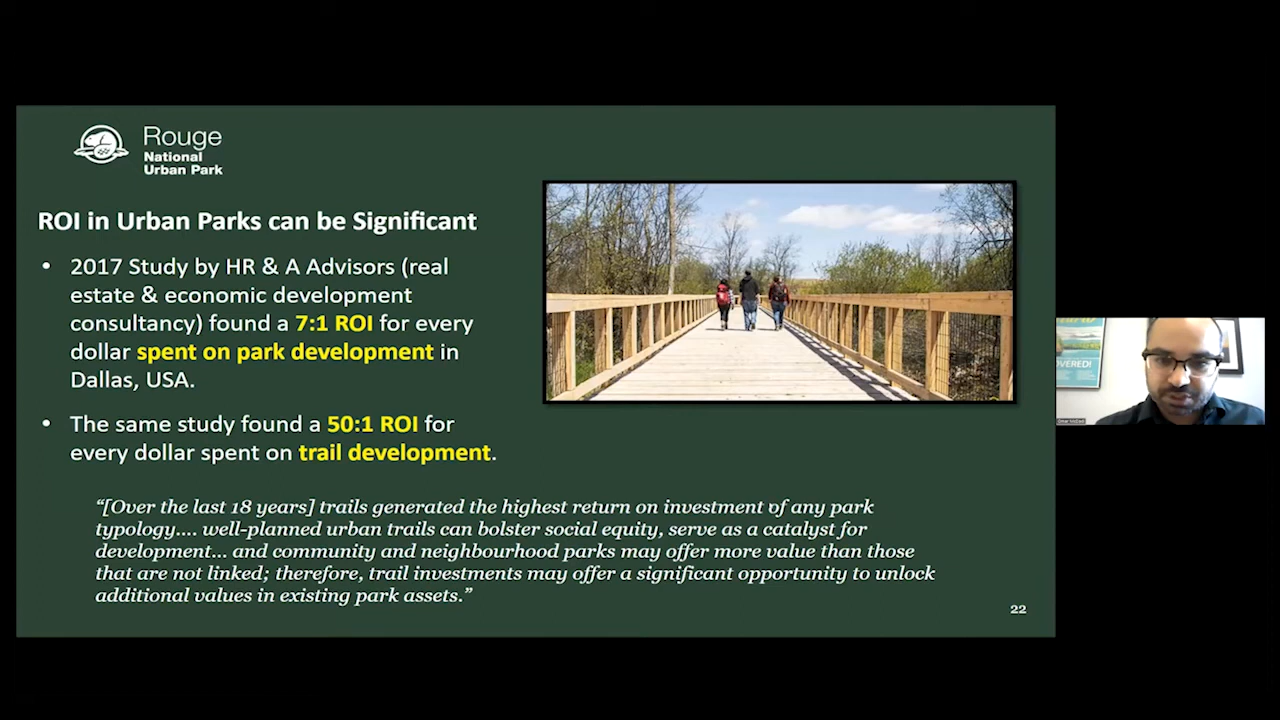 Rouge
National
Urban Park
ROI in Urban Parks can be Significant
• 2017 Study by HR & A Advisors (real
estate & economic development
consultancy) found a 7:1 ROI for every
dollar spent on park development in
Dallas, USA.
• The same study found a 50:1 ROI for
every dollar spent on trail development.
“[Over the last 18 years] trails generated the highest return on investment of any park
typology.... well-planned urban trails can bolster social equity, serve as a catalyst for
development... and community and neighbourhood parks may offer more value than those
that are not linked; therefore, trail investments may offer a significant opportunity to unlock
additional values in existing park assets.”
22
OVERED!